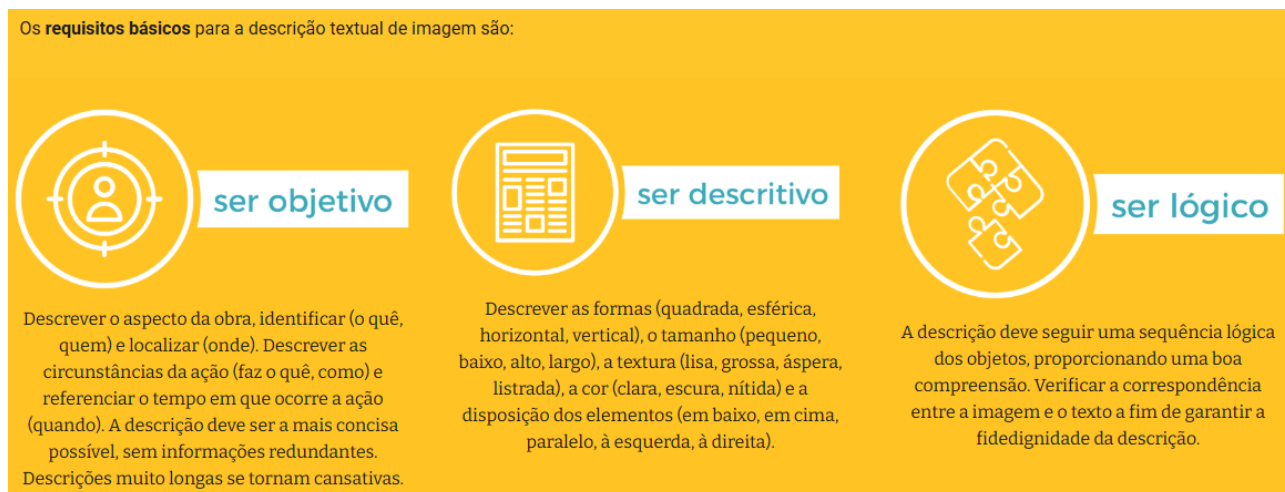 Os requisitos básicos para a descrição textual de imagem são:
ser objetivo
Descrever o aspecto da obra, identificar (o quê,
quem) e localizar (onde). Descrever as
circunstâncias da ação (faz o quê, como) e
referenciar o tempo em que ocorre a ação
(quando). A descrição deve ser a mais concisa
possível, sem informações redundantes.
Descrições muito longas se tornam cansativas.
ser descritivo
Descrever as formas (quadrada, esférica,
horizontal, vertical), o tamanho (pequeno,
baixo, alto, largo), a textura (lisa, grossa, áspera,
listrada), a cor (clara, escura, nítida) e a
disposição dos elementos (em baixo, em cima,
paralelo, à esquerda, à direita).
ser lógico
A descrição deve seguir uma sequência lógica
dos objetos, proporcionando uma boa
compreensão. Verificar a correspondência
entre a imagem e o texto a fim de garantir a
fidedignidade da descrição.